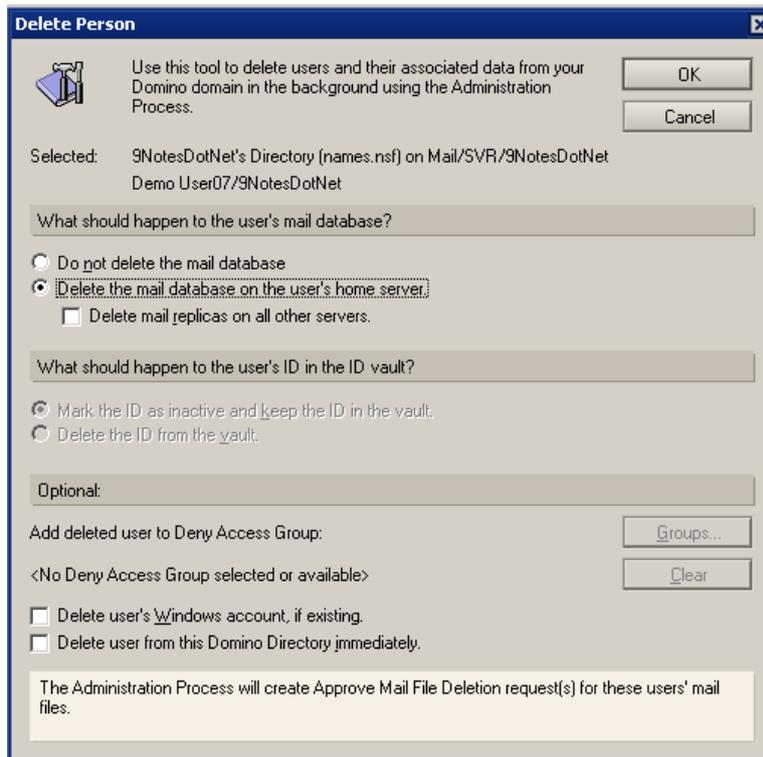 Delete Person
Use this tool to delete users and their associated data from your
Domino domain in the background using the Administration
Process.
OK
Cancel
Selected: 9NotesDotNet's Directory (names.nsf) on Mail/SVR/9NotesDotNet
Demo User07/9NotesDotNet
What should happen to the user's mail database?
Do not delete the mail database
Delete the mail database on the user's home server.
Delete mail replicas on all other servers.
What should happen to the user's ID in the ID vault?
Mark the ID as inactive and keep the ID in the vault.
Delete the ID from the vault.
Optional:
Add deleted user to Deny Access Group: Groups...
<No Deny Access Group selected or available> Clear
Delete user's Windows account, if existing.
Delete user from this Domino Directory immediately.
The Administration Process will create Approve Mail File Deletion request(s) for these users' mail
files.